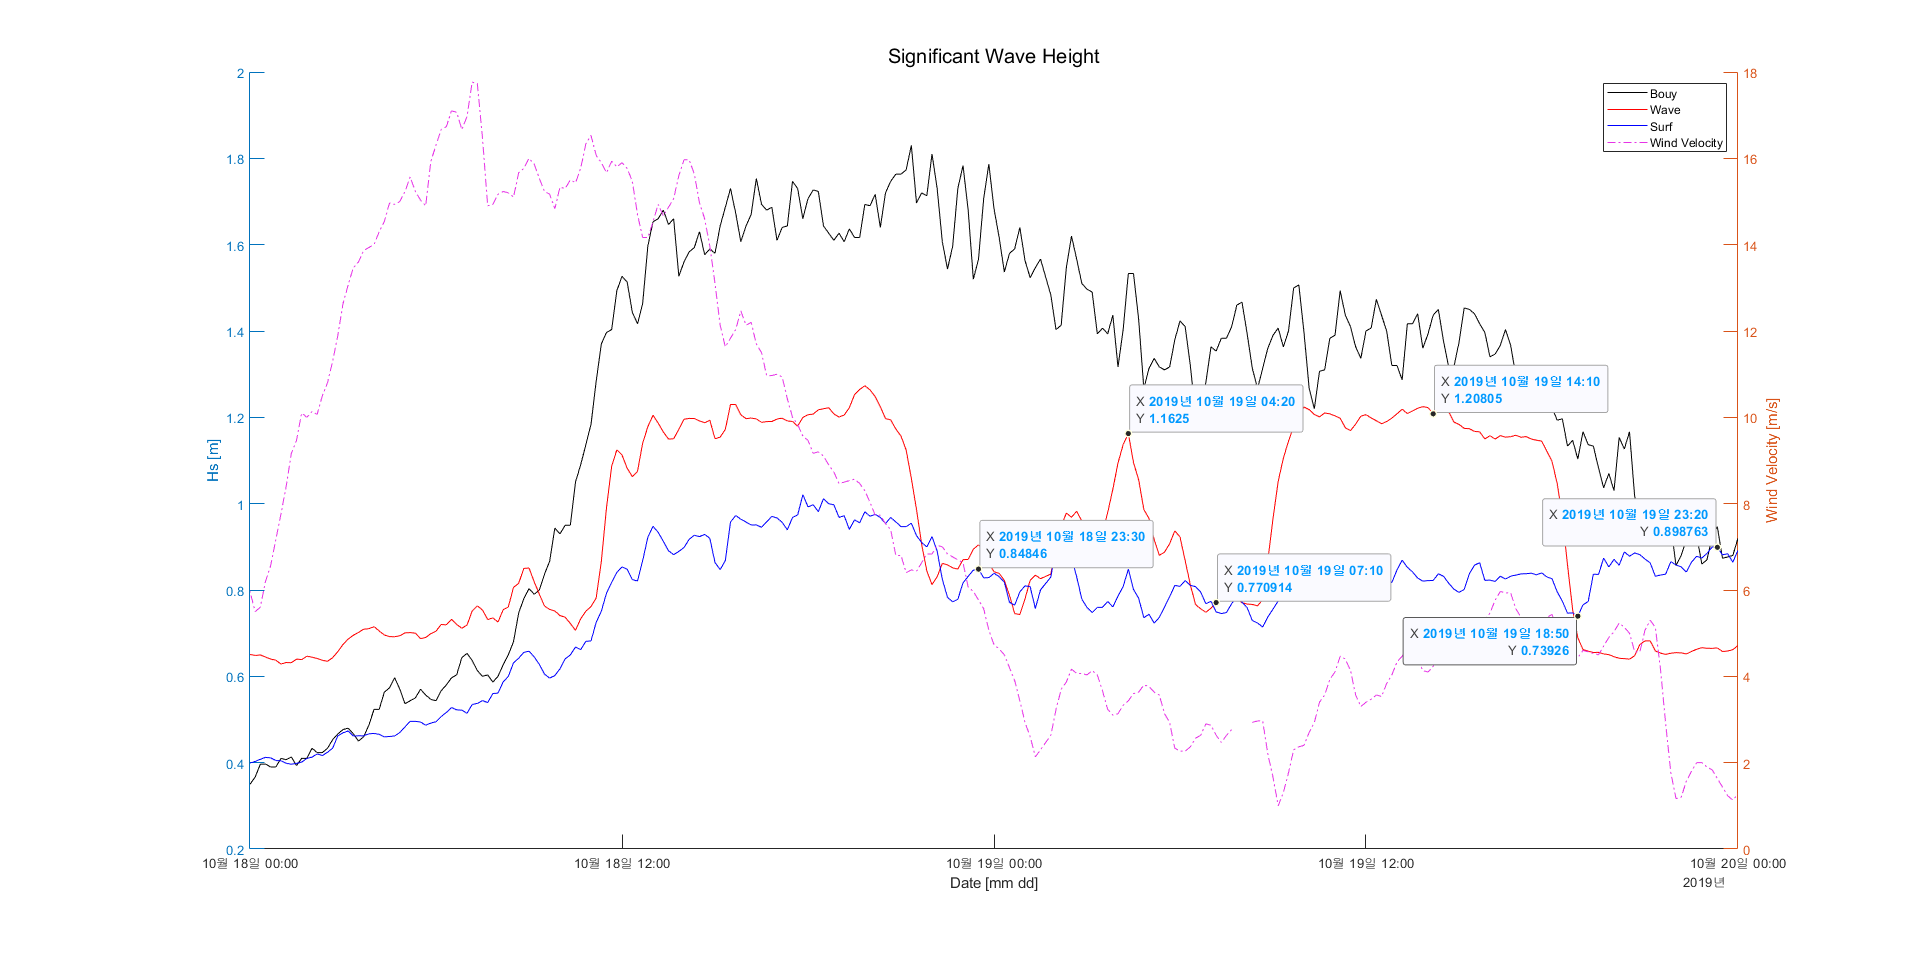 Significant Wave Height
2
1.8
1.6
1.4
1.2
1
0.8
0.6
0.4
0.2
Hs [m]
18
16
14
12
10
8
6
4
2
0
Wind Velocity [m/s]
Bouy
Wave
Surf
Wind Velocity
X 2019년 10월 19일 14:10
Y 1.20805
X 2019년 10월 19일 04:20
Y 1.1625
X 2019년 10월 19일 23:20
Y 0.898763
X 2019년 10월 18일 23:30
Y 0.84846
X 2019년 10월 19일 07:10
Y 0.770914
X 2019년 10월 19일 18:50
Y 0.73926
10월 18일 00:00
10월 18일 12:00
10월 19일 00:00
10월 19일 12:00
10월 20일 00:00
Date [mm dd]
2019년